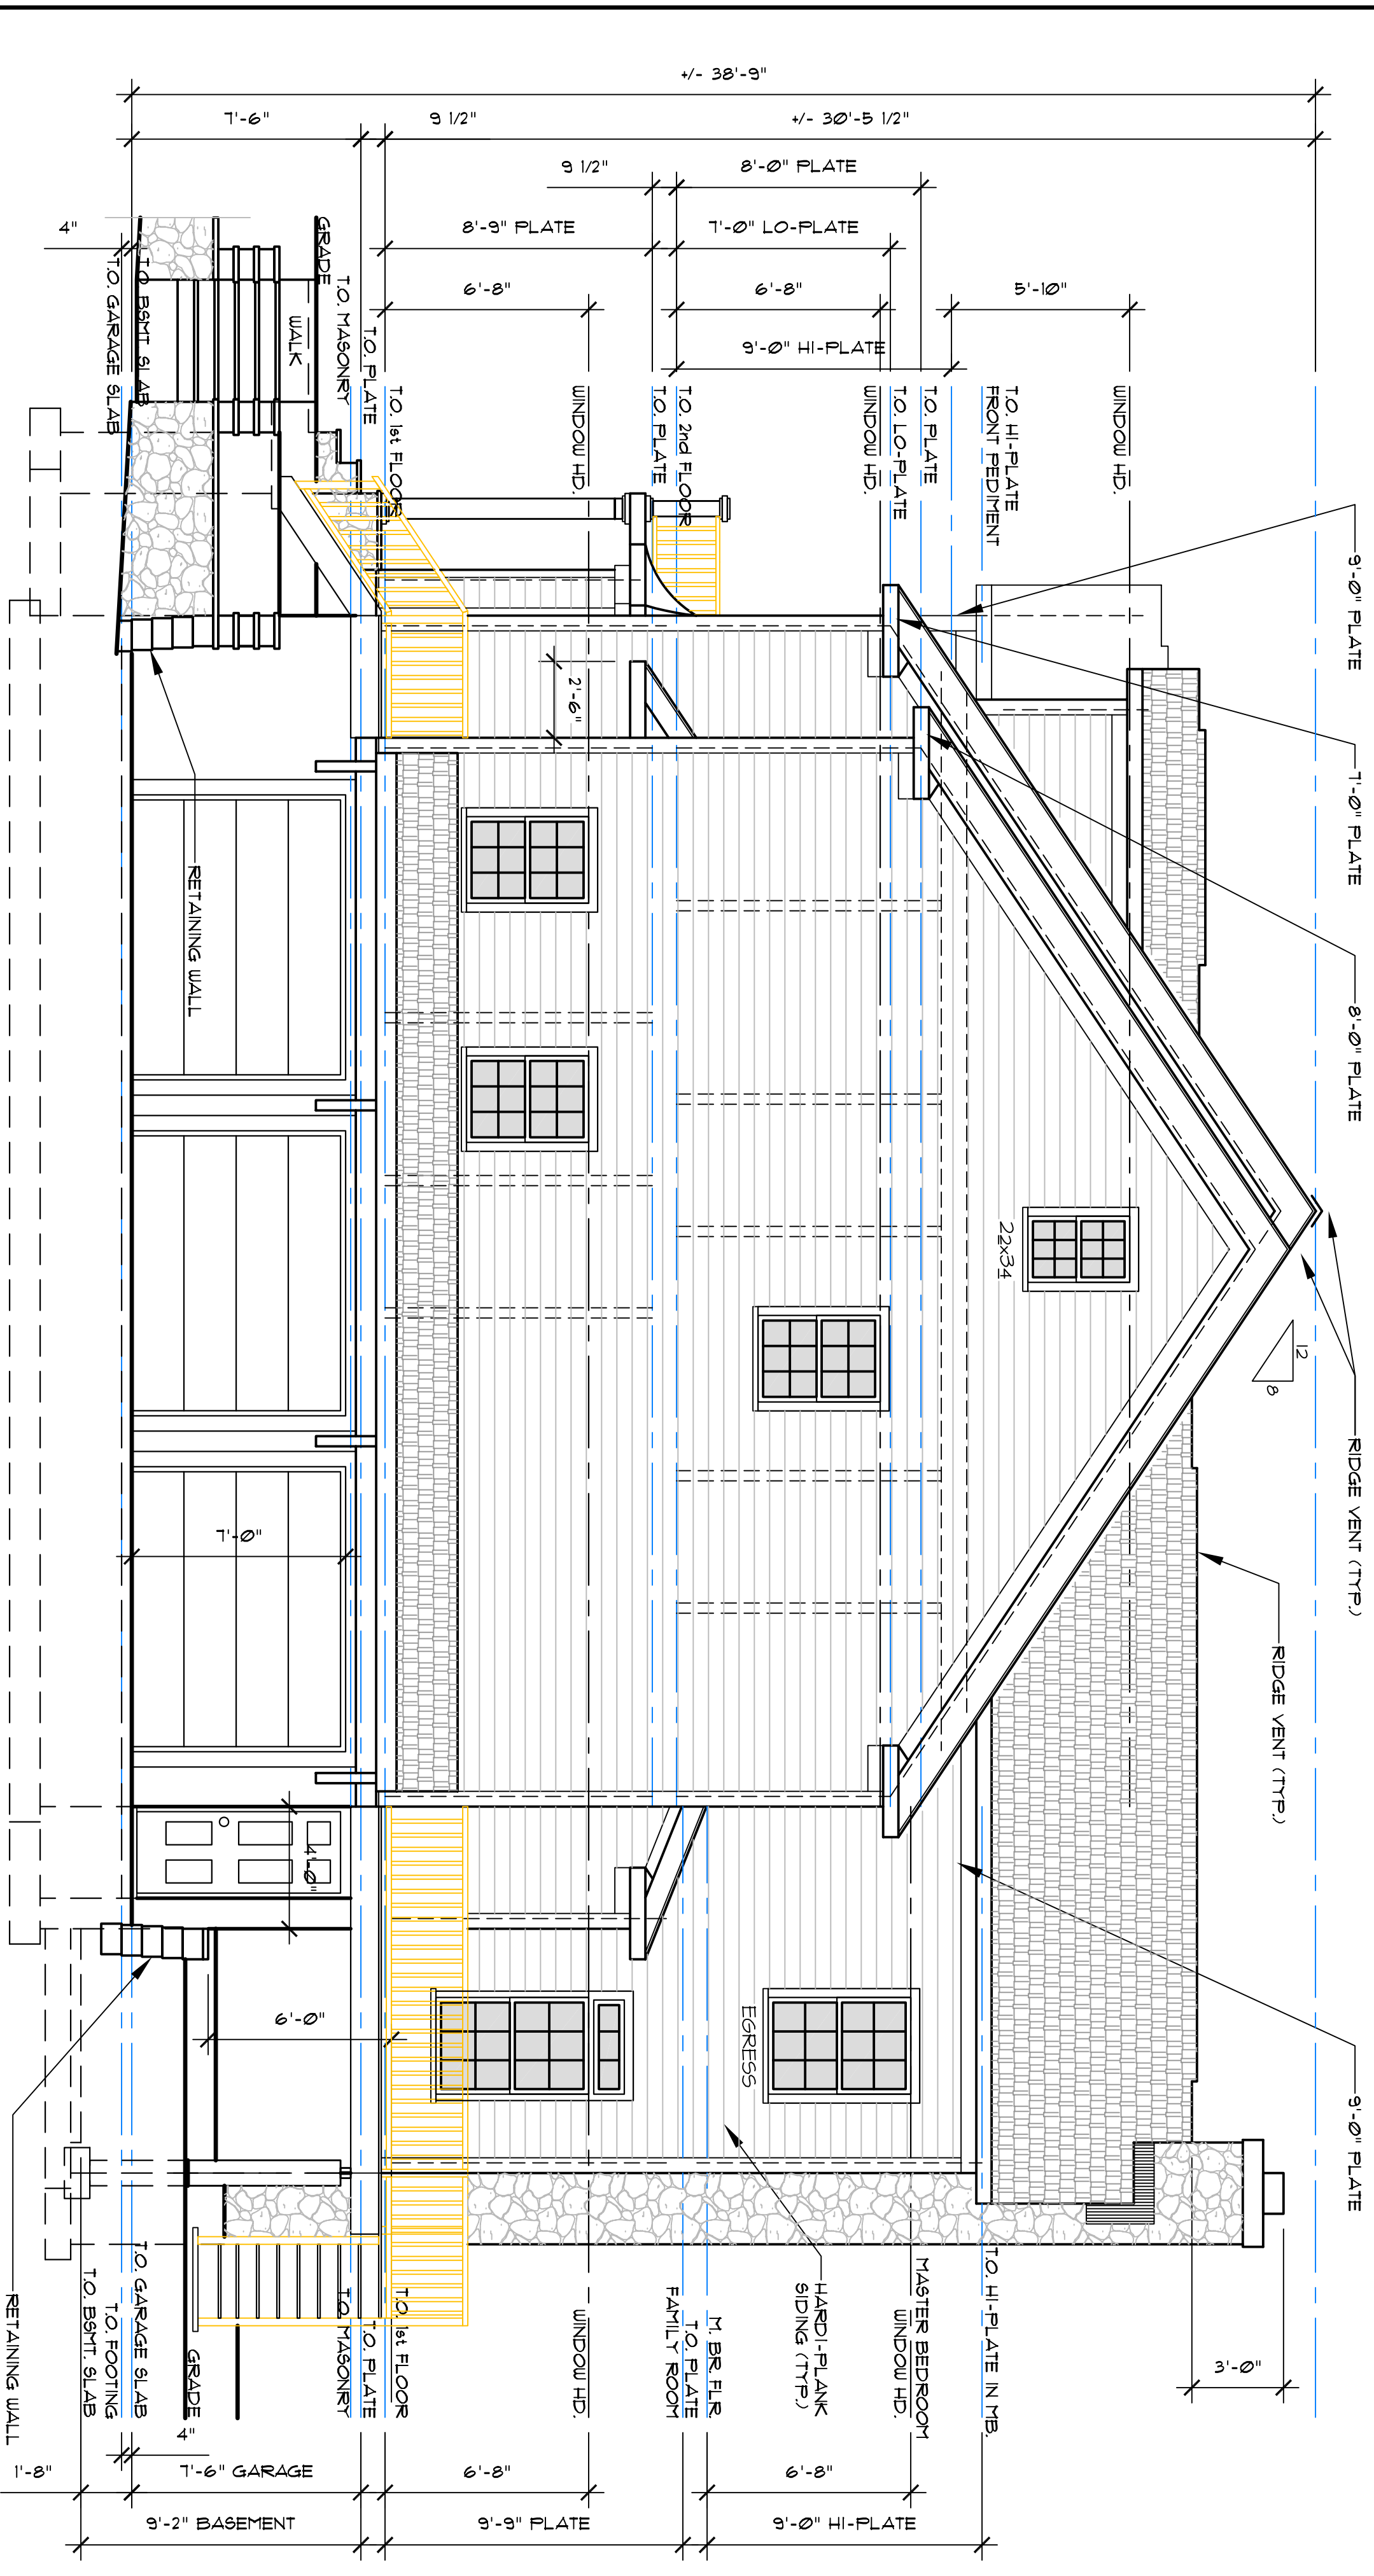 +/- 38'-9"
7'-6"
9 1/2"
+/- 30'-5 1/2"
9 1/2"
8'-0" PLATE
4"
8'-9" PLATE
7'-0" LO-PLATE
6'-8"
6'-8"
5'-10"
9'-0" HI-PLATE
T.O. GARAGE SLAB
T.O. BSMT SLAB
WALK
GRADE
T.O. MASONRY
T.O. PLATE
T.O. 1st FLOOR
WINDOW HD.
T.O. PLATE
T.O. 2nd FLOOR
WINDOW HD.
T.O. LO-PLATE
T.O. PLATE
T.O. HI-PLATE
FRONT PEDIMENT
WINDOW HD.
9'-0" PLATE
7'-0" PLATE
8'-0" PLATE
2'-6"
RETAINING WALL
22x34
12
8
RIDGE VENT (TYP.)
RIDGE VENT (TYP.)
7'-0"
4'-0"
6'-0"
EGRESS
9'-0" PLATE
HARDI-PLANK
SIDING (TYP.)
3'-0"
RETAINING WALL
T.O. BSMT. SLAB
T.O. FOOTING
T.O. GARAGE SLAB
GRADE
T.O. MASONRY
T.O. PLATE
T.O. 1st FLOOR
WINDOW HD.
T.O. PLATE
FAMILY ROOM
M. BR. FLR.
MASTER BEDROOM
WINDOW HD.
T.O. HI-PLATE IN MB.
4"
1'-8"
7'-6" GARAGE
6'-8"
6'-8"
9'-2" BASEMENT
9'-9" PLATE
9'-0" HI-PLATE